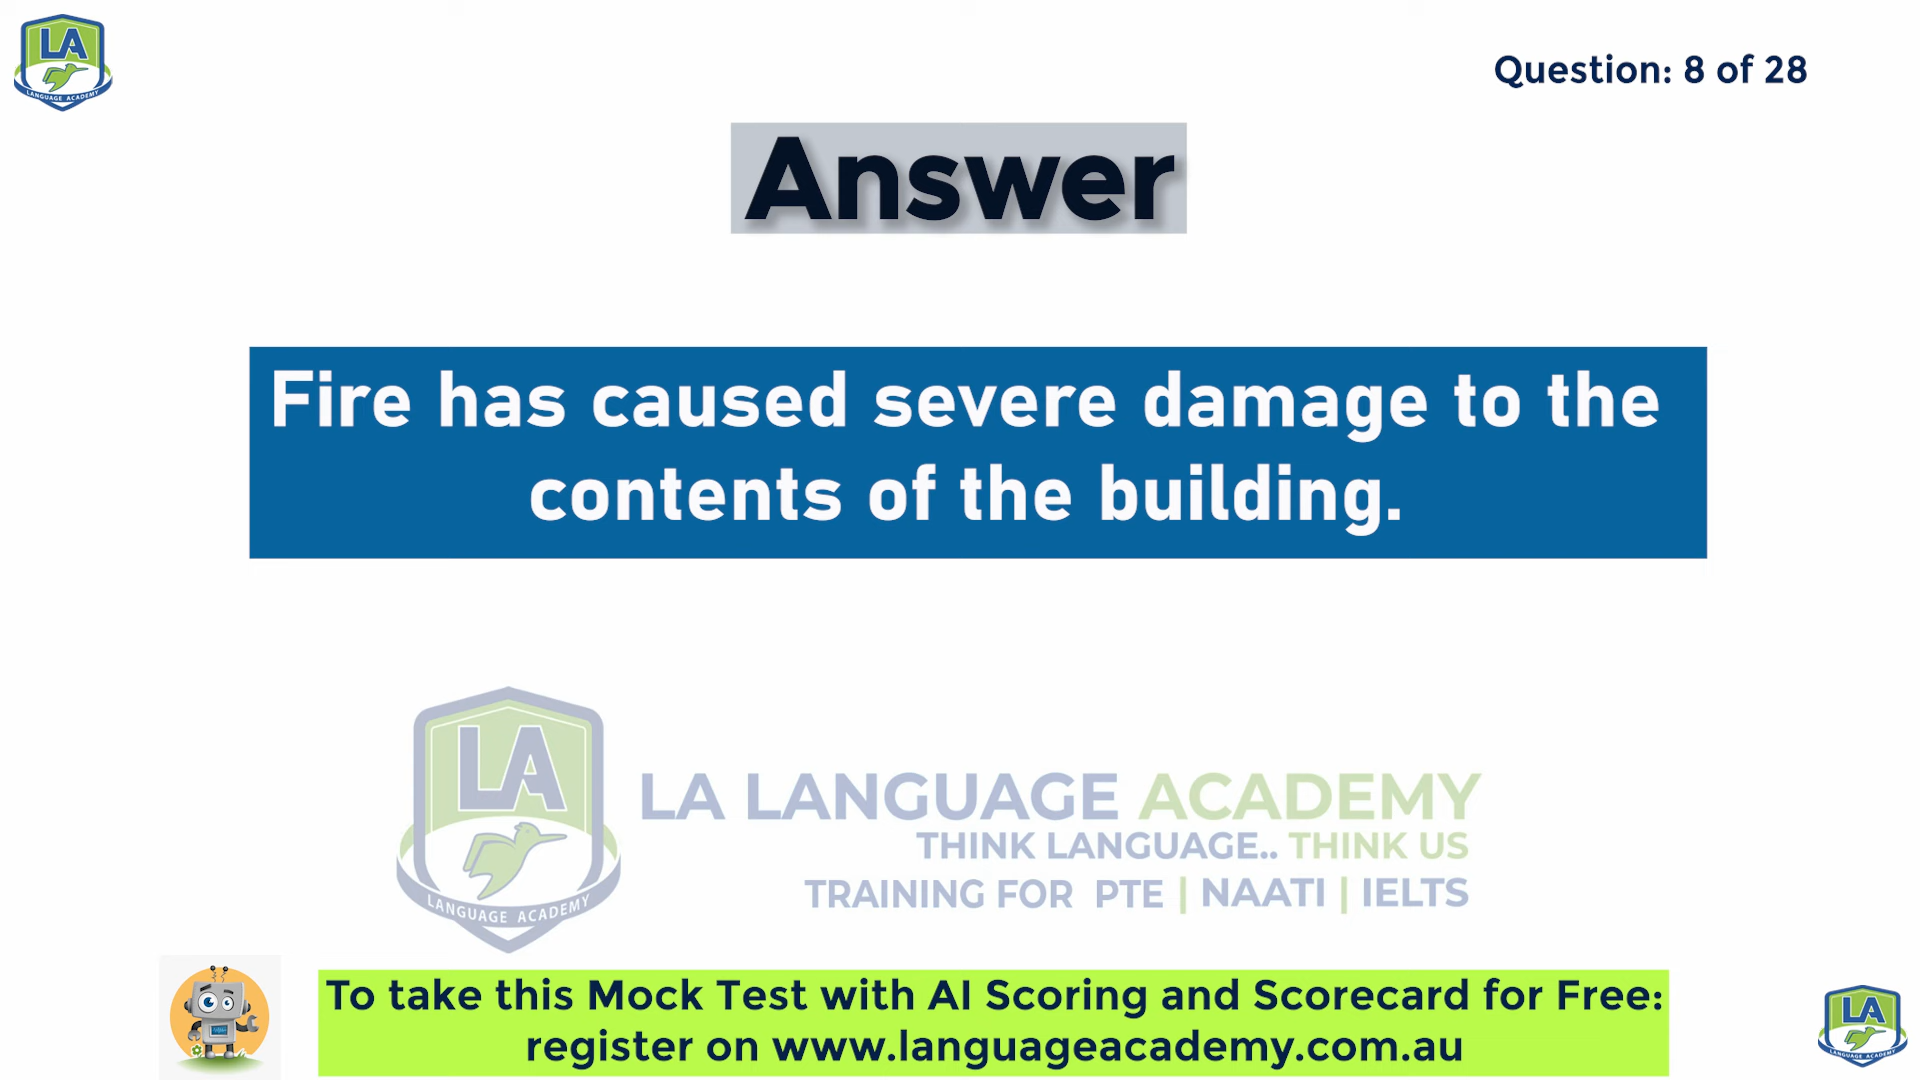 LA
LANGUAGE ACADEMY
Question: 8 of 28
Answer
Fire has caused severe damage to the
contents of the building.
LA
LANGUAGE ACADEMY
LA LANGUAGE ACADEMY
THINK LANGUAGE.. THINK US
TRAINING FOR PTE | NAATI | IELTS
To take this Mock Test with AI Scoring and Scorecard for Free:
register on www.languageacademy.com.au
LA
LANGUAGE ACADEMY